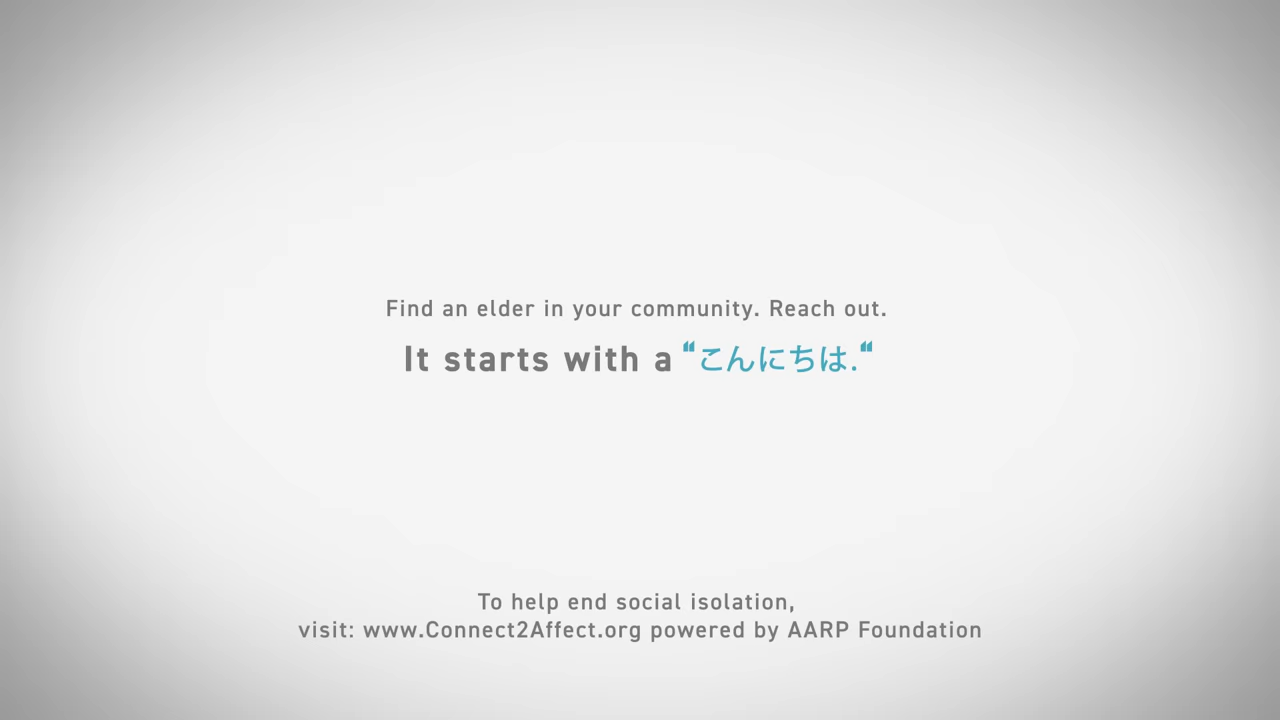 Find an elder in your community. Reach out.
It starts with a “こんにちは.“
To help end social isolation,
visit: www.Connect2Affect.org powered by AARP Foundation